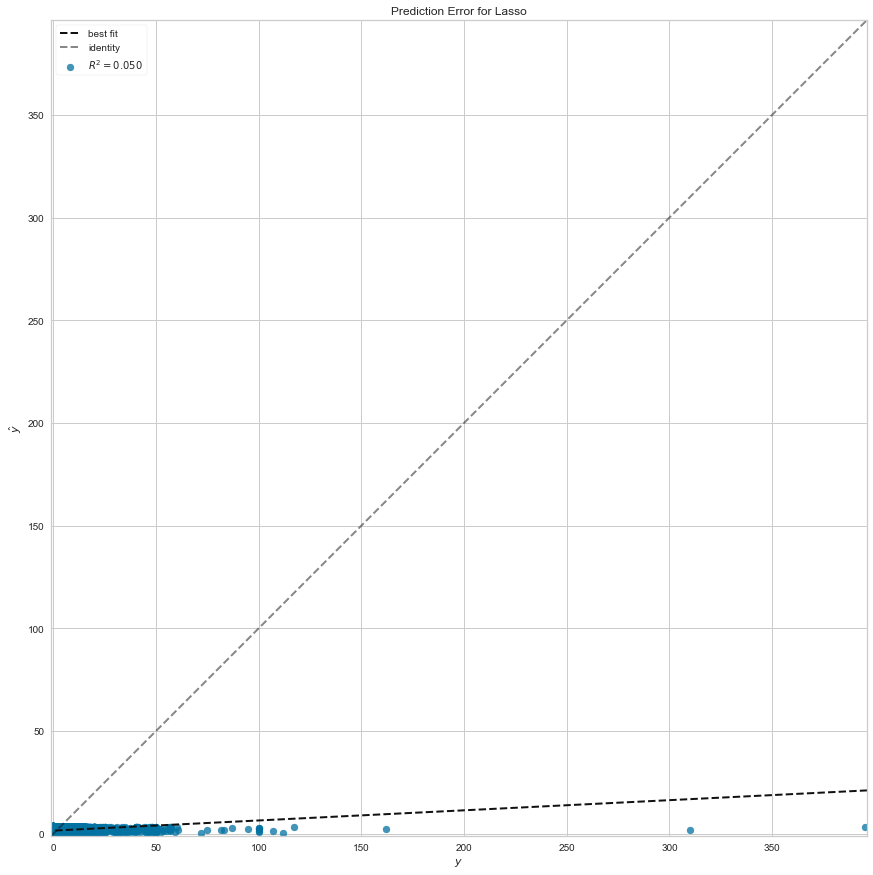 Prediction Error for Lasso
best fit
identity
R² = 0.050
350
300
250
200
150
100
50
0
ŷ
0 50 100 150 200 250 300 350
y